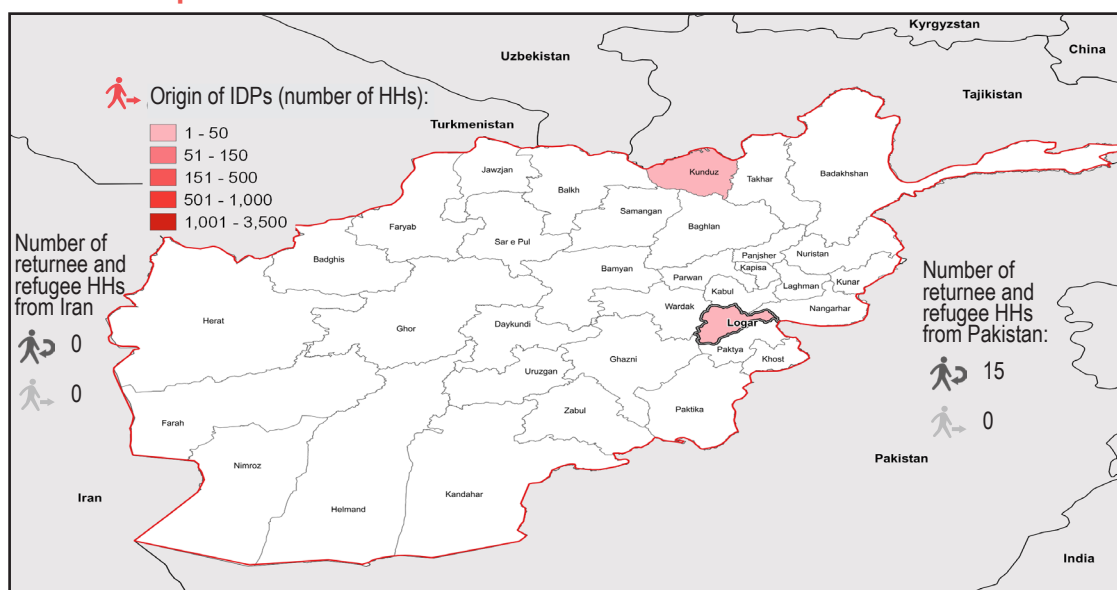 Kyrgyzstan
Uzbekistan
China
Tajikistan
Origin of IDPs (number of HHs):
1 - 50
51 - 150
151 - 500
501 - 1,000
1,001 - 3,500
Turkmenistan
Number of
returnee and
refugee HHs
from Iran
0
0
Jawzjan
Balkh
Kunduz
Takhar
Badakhshan
Faryab
Samangan
Sar e Pul
Baghlan
Badghis
Bamyan
Parwan
Panjsher
Kapisa
Nuristan
Laghman
Kunar
Kabul
Nangarhar
Wardak
Logar
Herat
Ghor
Daykundi
Ghazni
Paktya
Khost
Uruzgan
Zabul
Paktika
Farah
Nimroz
Helmand
Kandahar
Number of
returnee and
refugee HHs
from Pakistan:
15
0
Pakistan
Iran
India